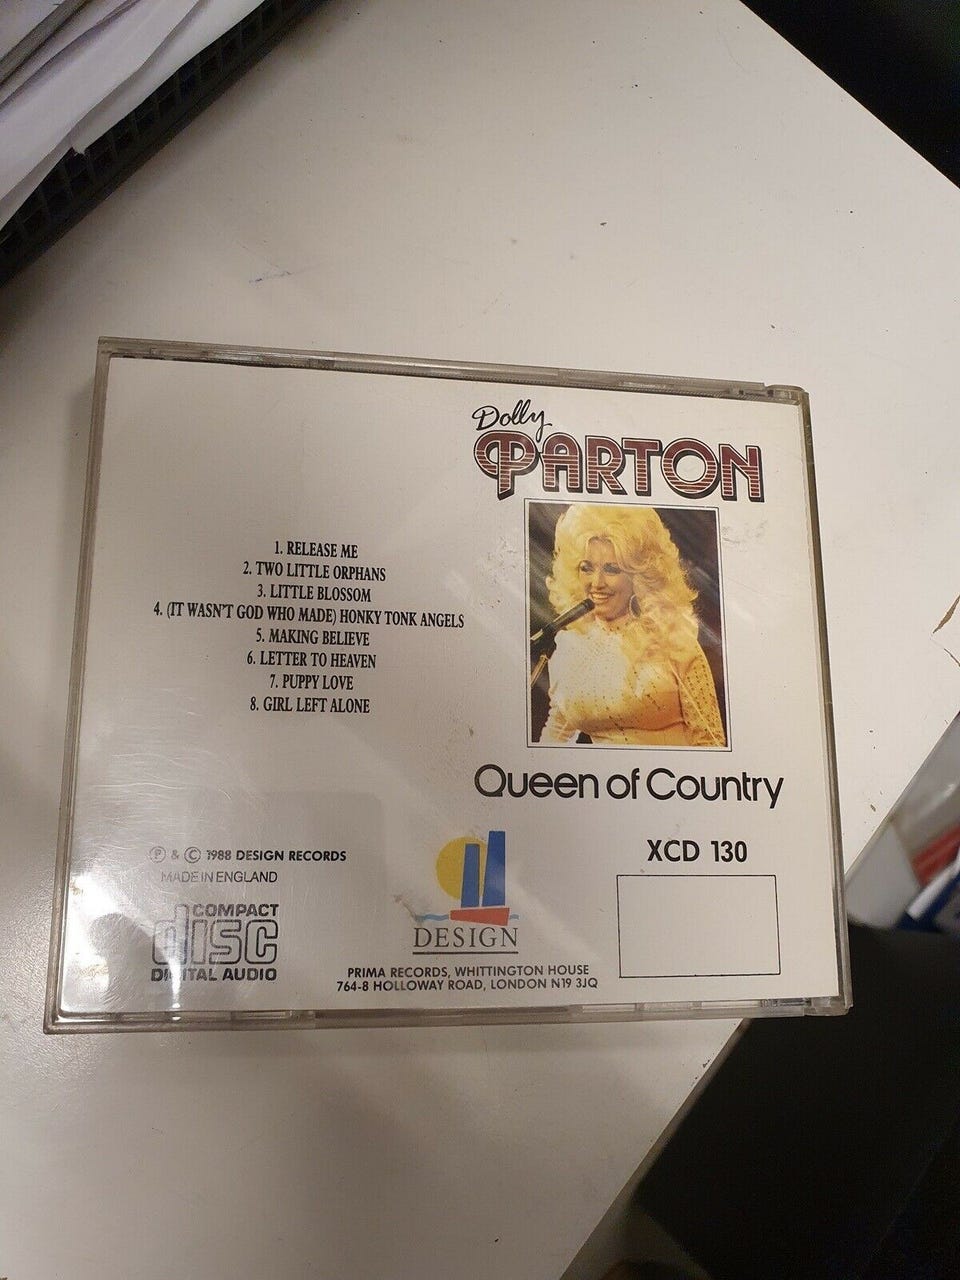 Dolly
PARTON
1. RELEASE ME
2. TWO LITTLE ORPHANS
3. LITTLE BLOSSOM
4. (IT WASN'T GOD WHO MADE) HONKY TONK ANGELS
5. MAKING BELIEVE
6. LETTER TO HEAVEN
7. PUPPY LOVE
8. GIRL LEFT ALONE
Queen of Country
XCD 130
Ⓟ & © 1988 DESIGN RECORDS
MADE IN ENGLAND
COMPACT
disc
DIGITAL AUDIO
DESIGN
PRIMA RECORDS, WHITTINGTON HOUSE
764-8 HOLLOWAY ROAD, LONDON N19 3JQ